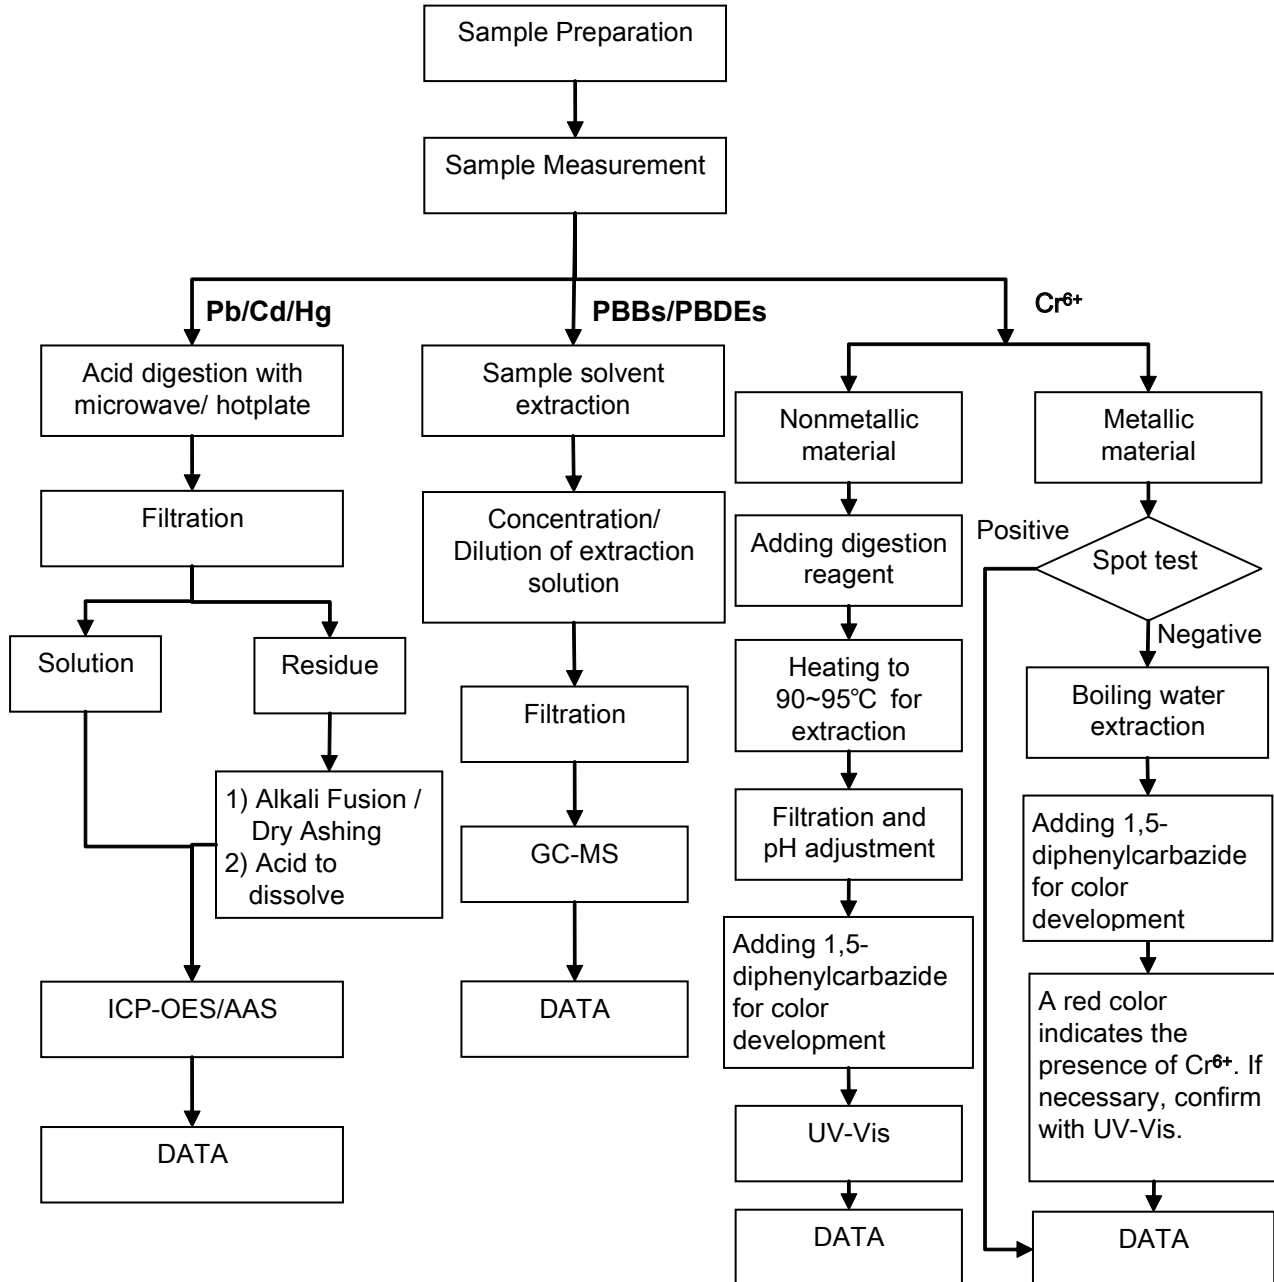 Sample Preparation
Sample Measurement
Pb/Cd/Hg
PBBs/PBDEs
Cr6+
Acid digestion with
microwave/ hotplate
Filtration
Solution
Residue
1) Alkali Fusion /
Dry Ashing
2) Acid to
dissolve
ICP-OES/AAS
DATA
Sample solvent
extraction
Concentration/
Dilution of extraction
solution
Filtration
GC-MS
DATA
Nonmetallic
material
Adding digestion
reagent
Heating to
90~95℃ for
extraction
Filtration and
pH adjustment
Adding 1,5-
diphenylcarbazide
for color
development
UV-Vis
DATA
Metallic
material
Positive
Spot test
Negative
Boiling water
extraction
Adding 1,5-
diphenylcarbazide
for color
development
A red color
indicates the
presence of Cr6+. If
necessary, confirm
with UV-Vis.
DATA